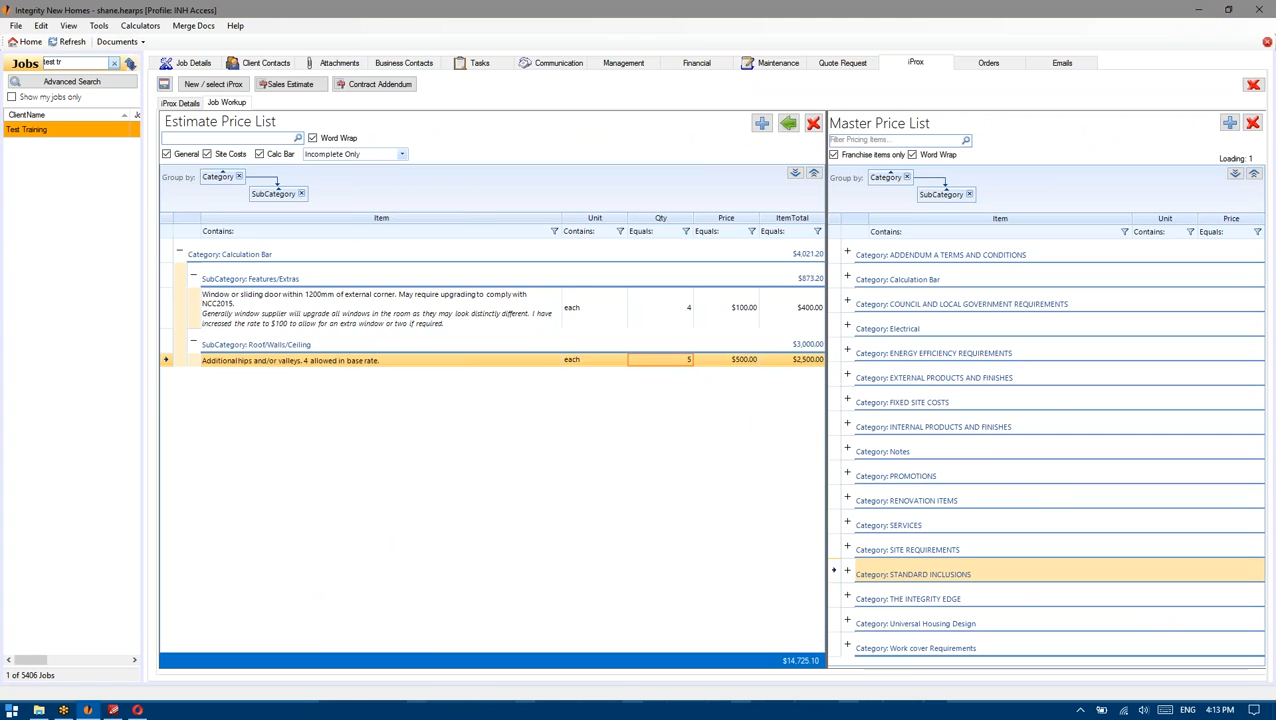 Integrity New Homes - shane.hearps [Profile: INH Access]
File Edit View Tools Calculators Merge Docs Help
Home Refresh Documents
Jobs test tr
Advanced Search
Show my jobs only
ClientName Jc
Test Training
1 of 5406 Jobs
Job Details Client Contacts Attachments Business Contacts Tasks Communication Management Financial Maintenance Quote Request iProx Orders Emails
New / select iProx Sales Estimate Contract Addendum
iProx Details Job Workup
Estimate Price List
Word Wrap
General Site Costs Calc Bar Incomplete Only
Group by: Category
SubCategory
Item Unit Qty Price ItemTotal
Contains: Contains: Equals: Equals: Equals:
Category: Calculation Bar $4,021.20
SubCategory: Features/Extras $873.20
Window or sliding door within 1200mm of external corner. May require upgrading to comply with
NCC2015.
Generally window supplier will upgrade all windows in the room as they may look distinctly different. I have
increased the rate to $100 to allow for an extra window or two if required.
each 4 $100.00 $400.00
SubCategory: Roof/Walls/Ceiling $3,000.00
Additional hips and/or valleys. 4 allowed in base rate. each 5 $500.00 $2,500.00
$14,725.10
Master Price List
Filter Pricing Items...
Franchise items only Word Wrap
Loading: 1
Group by: Category
SubCategory
Item Unit Price
Contains: Contains: Equals:
Category: ADDENDUM A TERMS AND CONDITIONS
Category: Calculation Bar
Category: COUNCIL AND LOCAL GOVERNMENT REQUIREMENTS
Category: Electrical
Category: ENERGY EFFICIENCY REQUIREMENTS
Category: EXTERNAL PRODUCTS AND FINISHES
Category: FIXED SITE COSTS
Category: INTERNAL PRODUCTS AND FINISHES
Category: Notes
Category: PROMOTIONS
Category: RENOVATION ITEMS
Category: SERVICES
Category: SITE REQUIREMENTS
Category: STANDARD INCLUSIONS
Category: THE INTEGRITY EDGE
Category: Universal Housing Design
Category: Work cover Requirements
ENG 4:13 PM